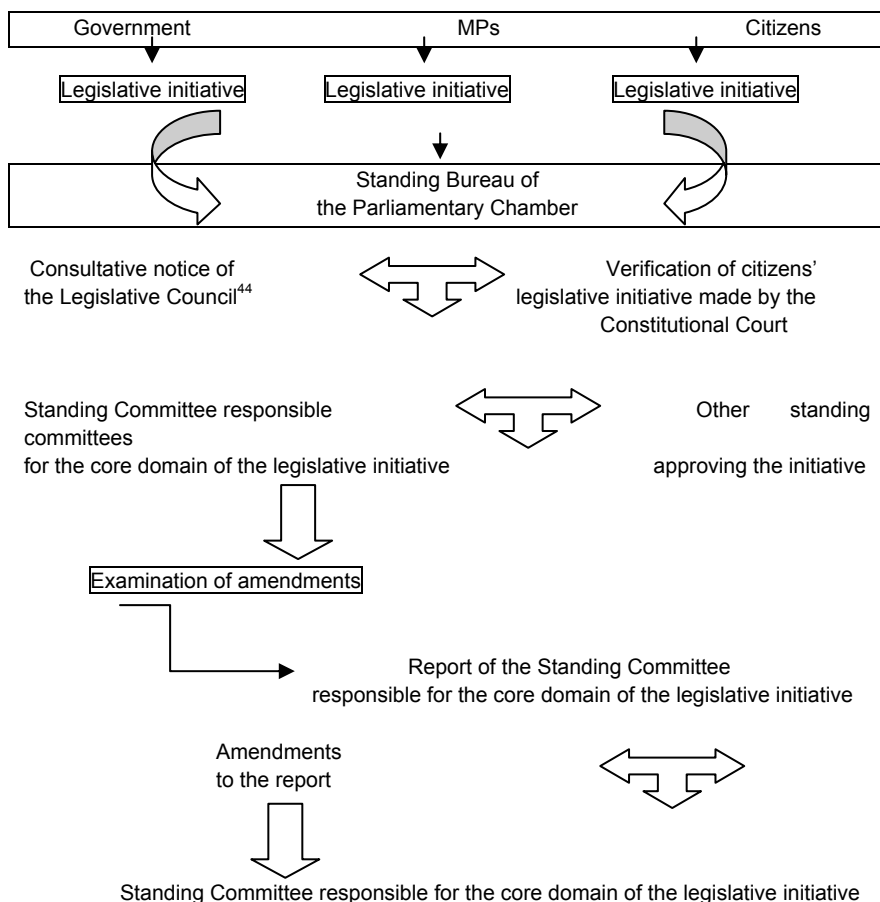 Government MPs Citizens
Legislative initiative Legislative initiative Legislative initiative
Standing Bureau of
the Parliamentary Chamber
Consultative notice of
the Legislative Council44
Verification of citizens’
legislative initiative made by the
Constitutional Court
Standing Committee responsible Other standing
committees
for the core domain of the legislative initiative approving the initiative
Examination of amendments
Report of the Standing Committee
responsible for the core domain of the legislative initiative
Amendments
to the report
Standing Committee responsible for the core domain of the legislative initiative